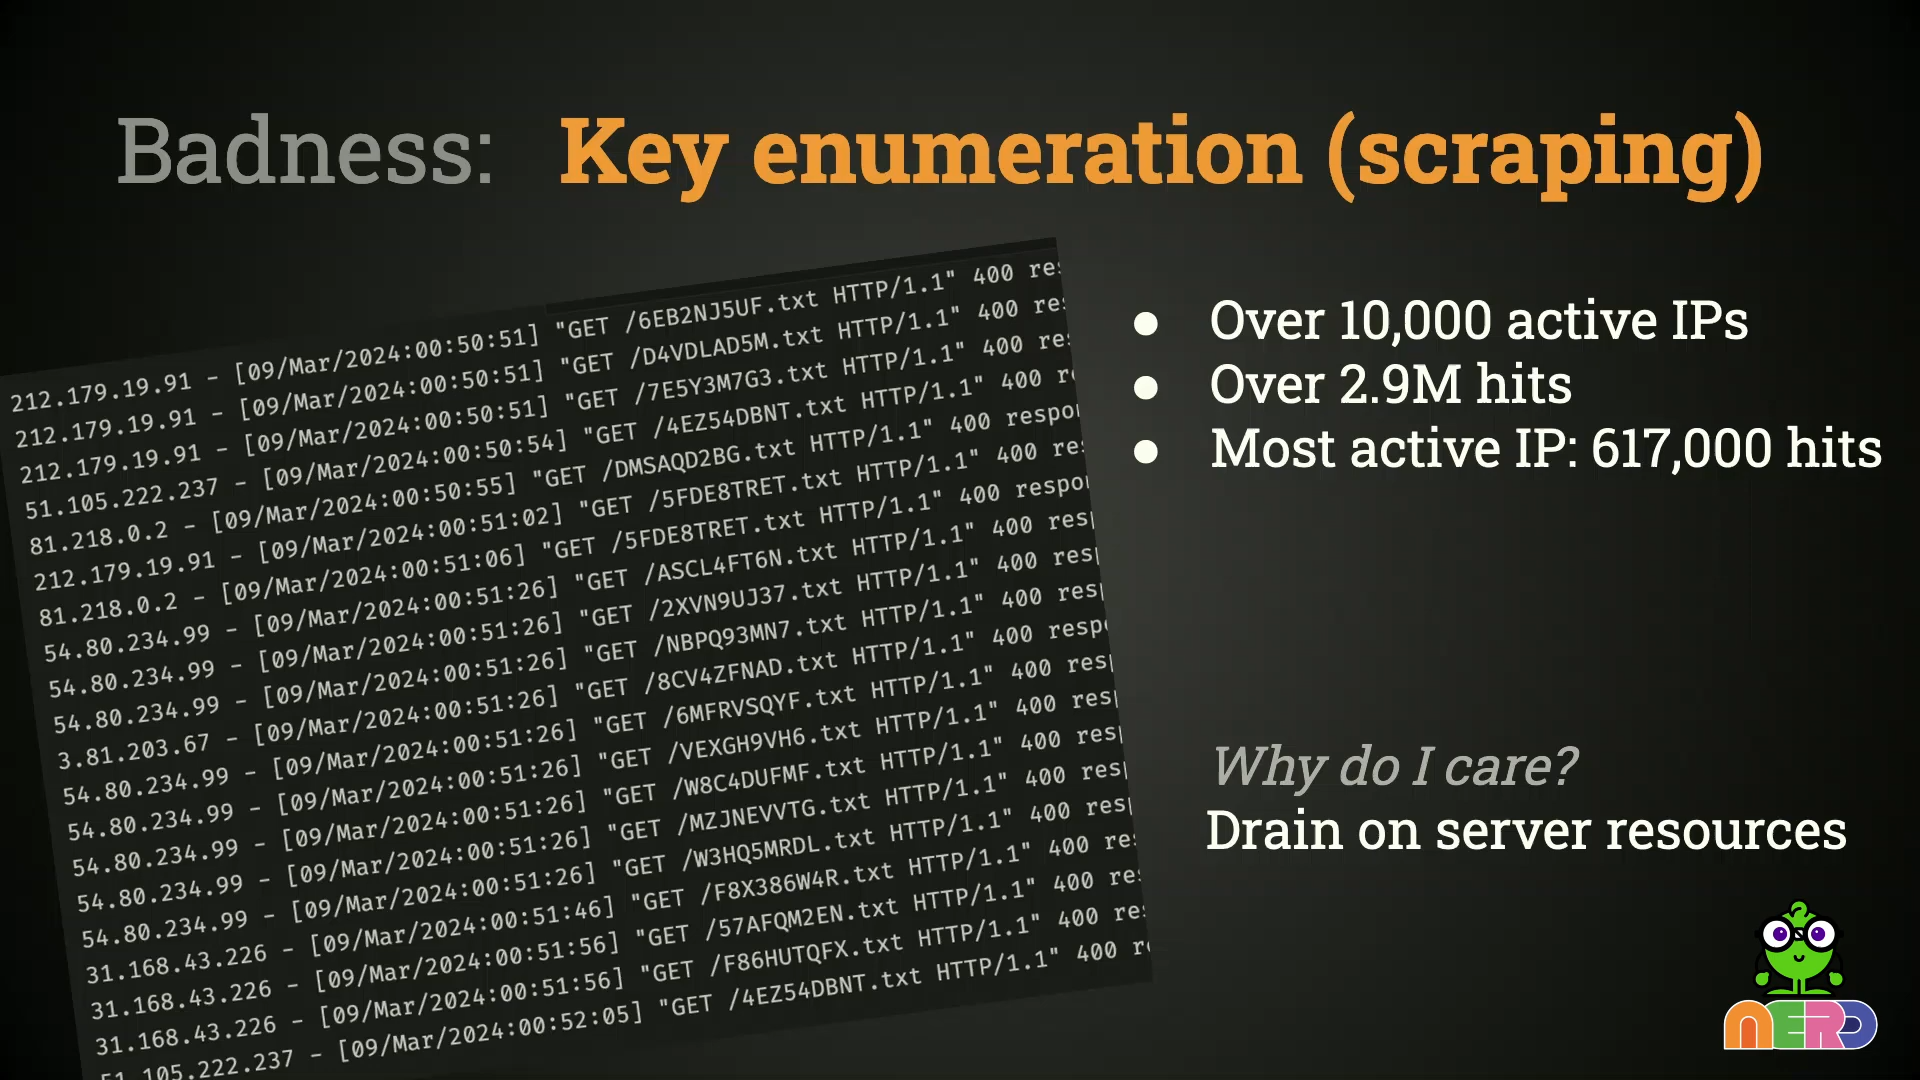 Badness: Key enumeration (scraping)
212.179.19.91 - [09/Mar/2024:00:50:51] "GET /6EB2NJ5UF.txt HTTP/1.1" 400 res
212.179.19.91 - [09/Mar/2024:00:50:51] "GET /D4VDLAD5M.txt HTTP/1.1" 400 res
212.179.19.91 - [09/Mar/2024:00:50:51] "GET /7E5Y3M7G3.txt HTTP/1.1" 400 res
51.105.222.237 - [09/Mar/2024:00:50:54] "GET /4EZ54DBNT.txt HTTP/1.1" 400 r
81.218.0.2 - [09/Mar/2024:00:50:55] "GET /DMSAQD2BG.txt HTTP/1.1" 400 respo
212.179.19.91 - [09/Mar/2024:00:51:02] "GET /5FDE8TRET.txt HTTP/1.1" 400 res
81.218.0.2 - [09/Mar/2024:00:51:06] "GET /5FDE8TRET.txt HTTP/1.1" 400 respo
54.80.234.99 - [09/Mar/2024:00:51:26] "GET /ASCL4FT6N.txt HTTP/1.1" 400 resp
54.80.234.99 - [09/Mar/2024:00:51:26] "GET /2XVN9UJ37.txt HTTP/1.1" 400 resp
54.80.234.99 - [09/Mar/2024:00:51:26] "GET /NBPQ93MN7.txt HTTP/1.1" 400 resp
3.81.203.67 - [09/Mar/2024:00:51:26] "GET /8CV4ZFNAD.txt HTTP/1.1" 400 respo
54.80.234.99 - [09/Mar/2024:00:51:26] "GET /6MFRVSQYF.txt HTTP/1.1" 400 resp
54.80.234.99 - [09/Mar/2024:00:51:26] "GET /VEXGH9VH6.txt HTTP/1.1" 400 resp
54.80.234.99 - [09/Mar/2024:00:51:26] "GET /W8C4DUFMF.txt HTTP/1.1" 400 resp
54.80.234.99 - [09/Mar/2024:00:51:26] "GET /MZJNEVVTG.txt HTTP/1.1" 400 resp
54.80.234.99 - [09/Mar/2024:00:51:26] "GET /W3HQ5MRDL.txt HTTP/1.1" 400 resp
31.168.43.226 - [09/Mar/2024:00:51:46] "GET /F8X386W4R.txt HTTP/1.1" 400 res
31.168.43.226 - [09/Mar/2024:00:51:56] "GET /57AFQM2EN.txt HTTP/1.1" 400 res
31.168.43.226 - [09/Mar/2024:00:51:56] "GET /F86HUTQFX.txt HTTP/1.1" 400 res
51.105.222.237 - [09/Mar/2024:00:52:05] "GET /4EZ54DBNT.txt HTTP/1.1" 400 r
● Over 10,000 active IPs
● Over 2.9M hits
● Most active IP: 617,000 hits
Why do I care?
Drain on server resources
NERD